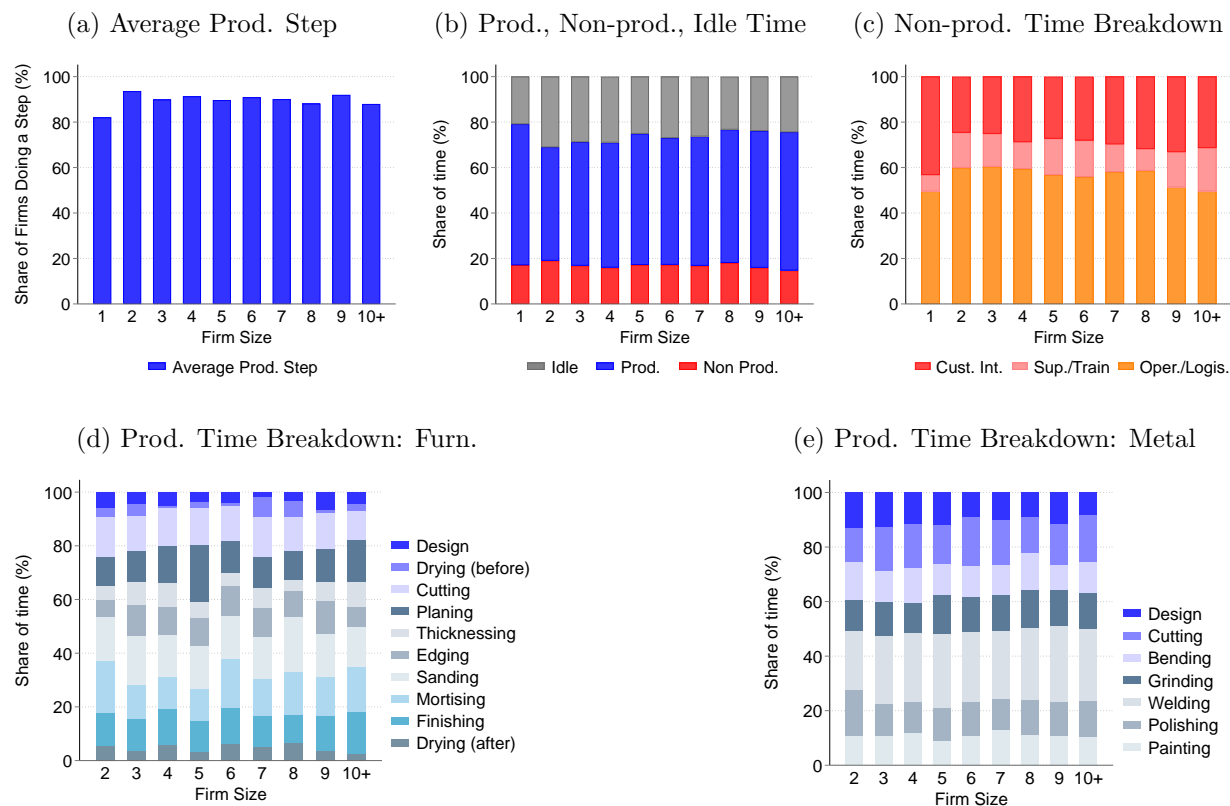 (a) Average Prod. Step
(b) Prod., Non-prod., Idle Time
(c) Non-prod. Time Breakdown
Share of Firms Doing a Step (%)
100
80
60
40
20
0
1 2 3 4 5 6 7 8 9 10+
Firm Size
Average Prod. Step
Share of time (%)
100
80
60
40
20
0
1 2 3 4 5 6 7 8 9 10+
Firm Size
Idle Prod. Non Prod.
Share of time (%)
100
80
60
40
20
0
1 2 3 4 5 6 7 8 9 10+
Firm Size
Cust. Int. Sup./Train Oper./Logis.
(d) Prod. Time Breakdown: Furn.
(e) Prod. Time Breakdown: Metal
Share of time (%)
100
80
60
40
20
0
2 3 4 5 6 7 8 9 10+
Firm Size
Design
Drying (before)
Cutting
Planing
Thicknessing
Edging
Sanding
Mortising
Finishing
Drying (after)
Share of time (%)
100
80
60
40
20
0
2 3 4 5 6 7 8 9 10+
Firm Size
Design
Cutting
Bending
Grinding
Welding
Polishing
Painting